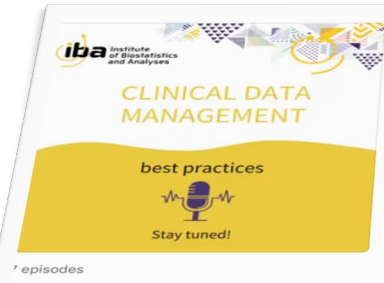 iba Institute
of Biostatistics
and Analyses
CLINICAL DATA
MANAGEMENT
best practices
Stay tuned!
episodes